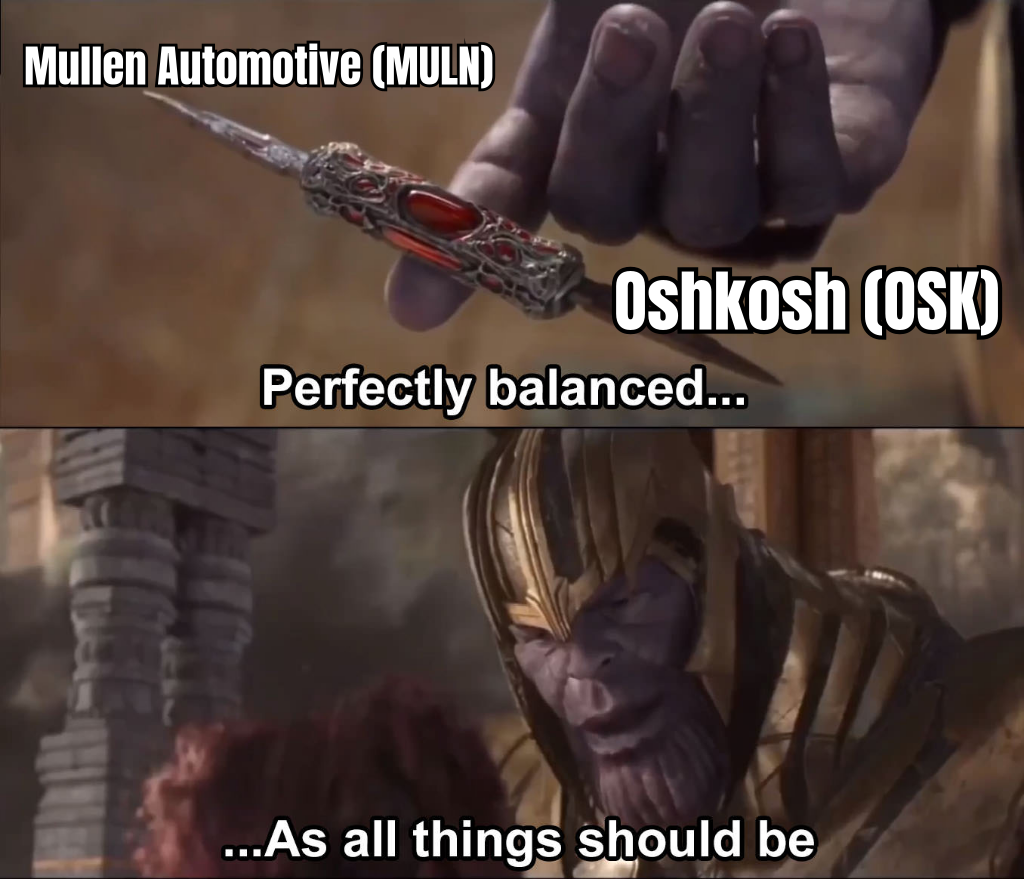 Mullen Automotive (MULN)
Oshkosh (OSK)
Perfectly balanced...
...As all things should be